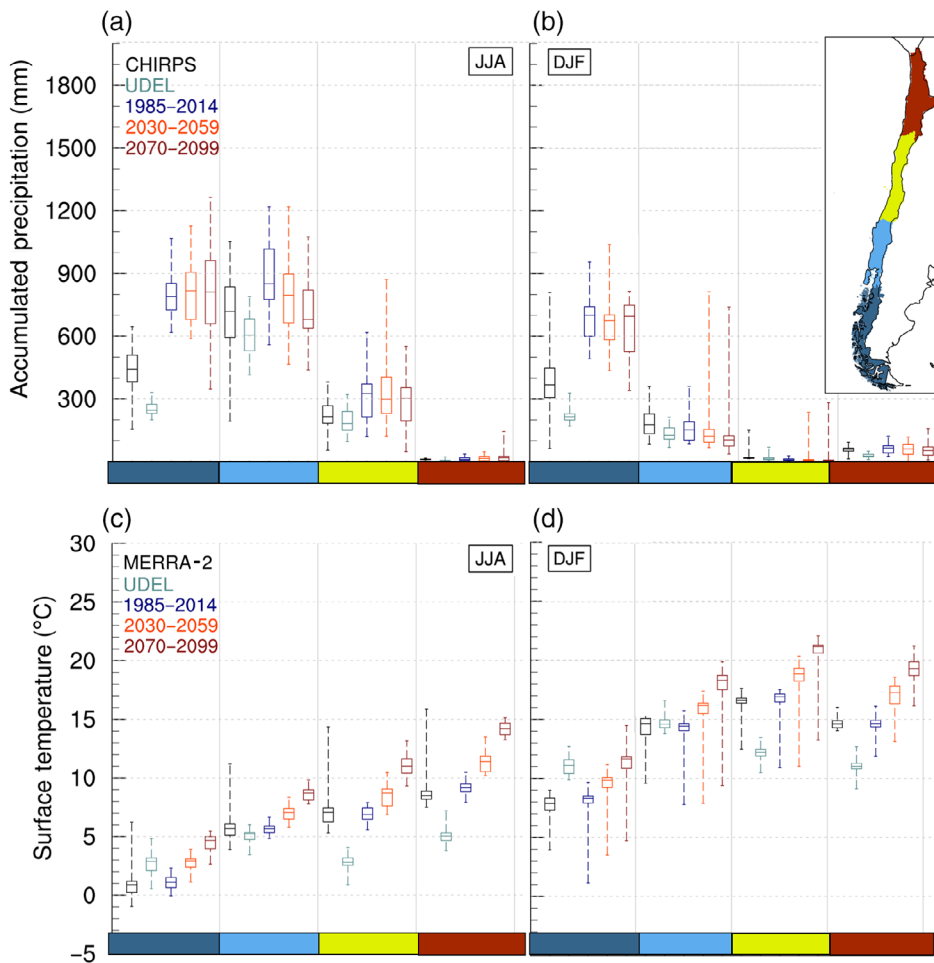 (a)
(b)
Accumulated precipitation (mm)
1800
1500
1200
900
600
300
CHIRPS
UDEL
1985-2014
2030-2059
2070-2099
JJA
DJF
(c)
(d)
Surface temperature (°C)
30
25
20
15
10
5
0
-5
MERRA-2
UDEL
1985-2014
2030-2059
2070-2099
JJA
DJF